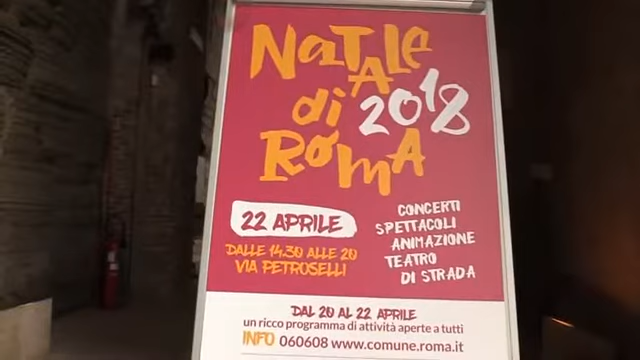 NATALE
di 2018
ROMA
22 APRILE
DALLE 14.30 ALLE 20
VIA PETROSELLI
CONCERTI
SPETTACOLI
ANIMAZIONE
TEATRO
DI STRADA
DAL 20 AL 22 APRILE
un ricco programma di attività aperte a tutti
INFO 060608 www.comune.roma.it